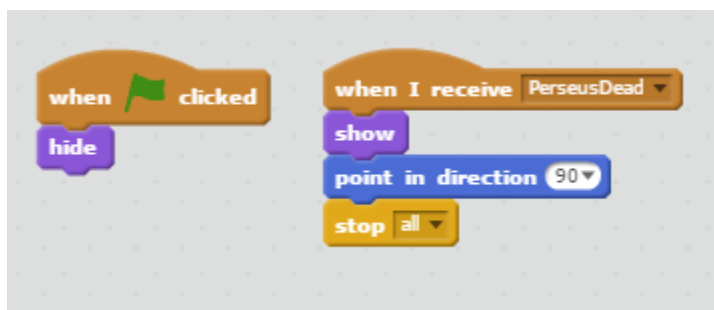 when clicked
hide
when I receive PerseusDead
show
point in direction 90
stop all